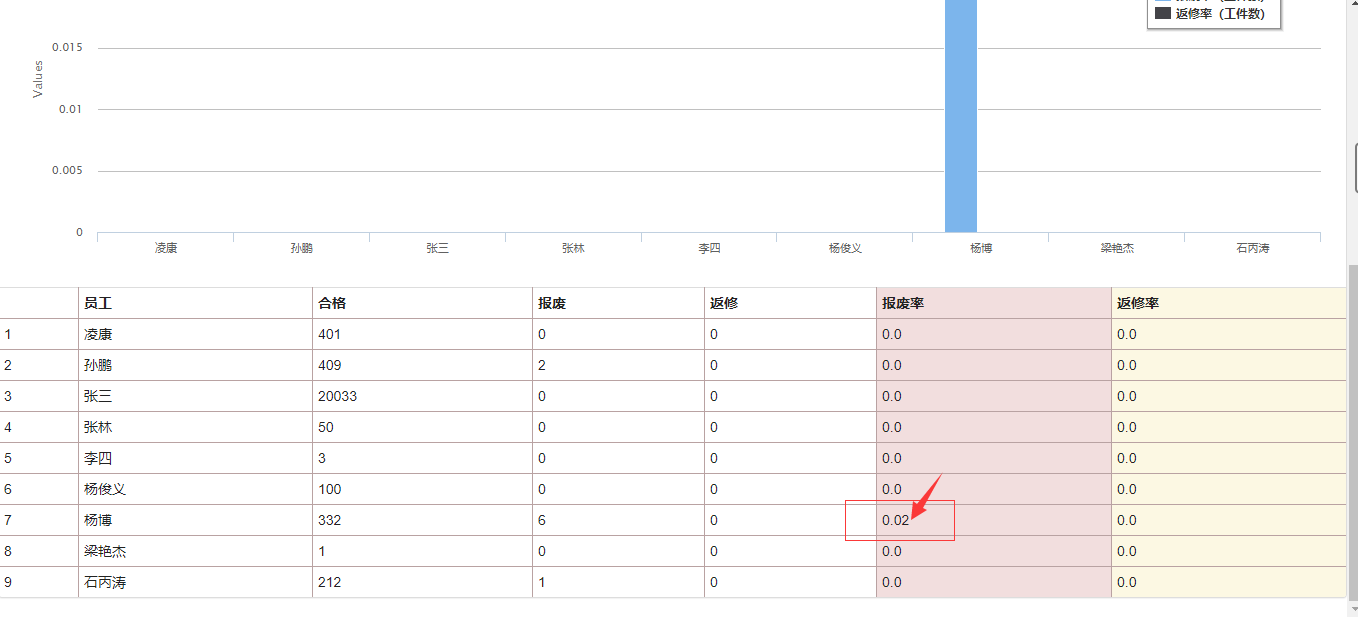 返修率（工件数）
0.015
Values
0.01
0.005
0
凌康 孙鹏 张三 张林 李四 杨俊义 杨博 梁艳杰 石丙涛
员工 合格 报废 返修 报废率 返修率
1 凌康 401 0 0 0.0 0.0
2 孙鹏 409 2 0 0.0 0.0
3 张三 20033 0 0 0.0 0.0
4 张林 50 0 0 0.0 0.0
5 李四 3 0 0 0.0 0.0
6 杨俊义 100 0 0 0.0 0.0
7 杨博 332 6 0 0.02 0.0
8 梁艳杰 1 0 0 0.0 0.0
9 石丙涛 212 1 0 0.0 0.0